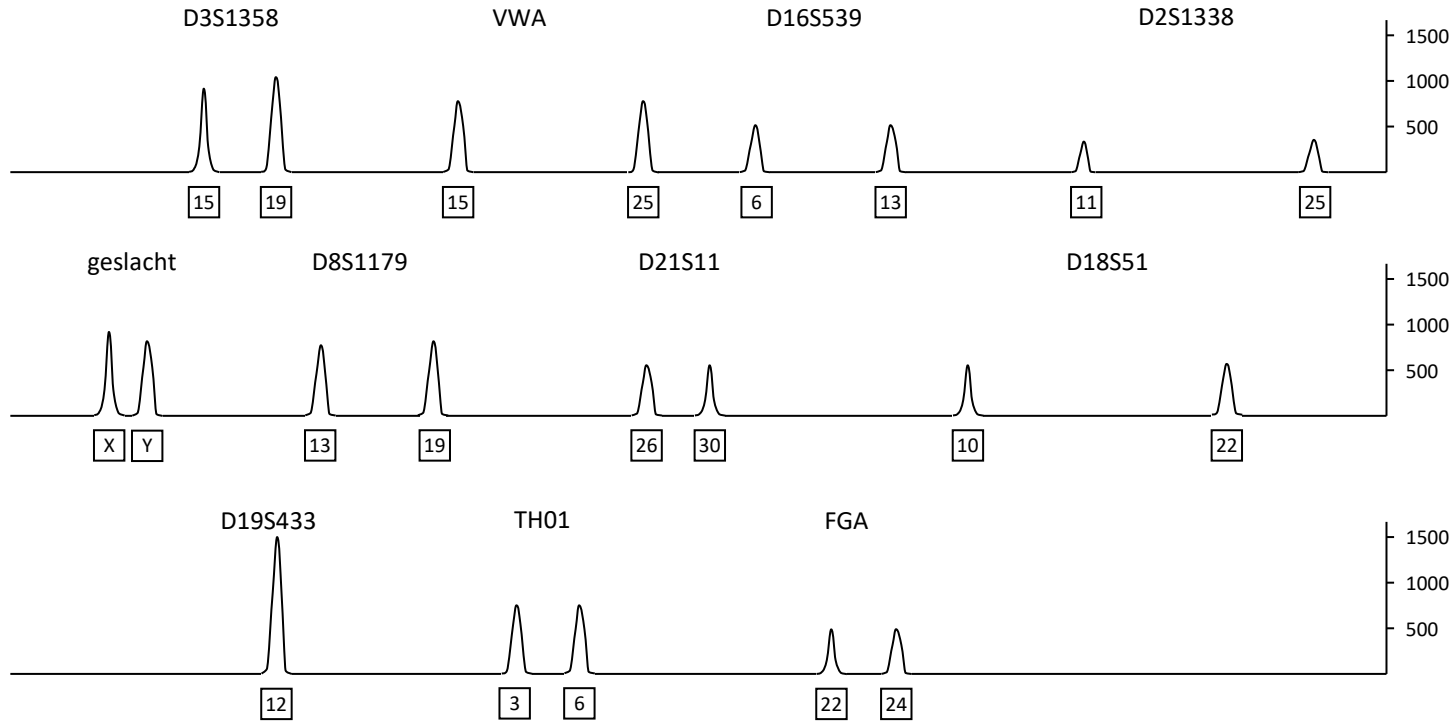 D3S1358 VWA D16S539 D2S1338
1500
1000
500
15 19 15 25 6 13 11 25
geslacht D8S1179 D21S11 D18S51
1500
1000
500
X Y 13 19 26 30 10 22
D19S433 TH01 FGA
1500
1000
500
12 3 6 22 24